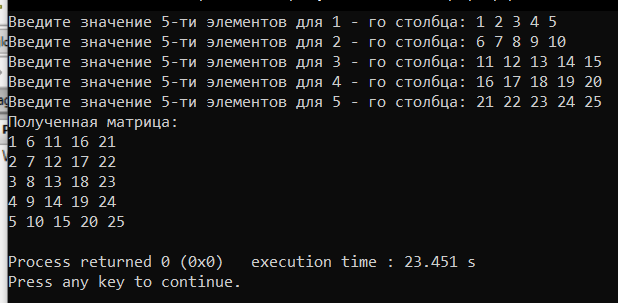 Введите значение 5-ти элементов для 1 - го столбца: 1 2 3 4 5
Введите значение 5-ти элементов для 2 - го столбца: 6 7 8 9 10
Введите значение 5-ти элементов для 3 - го столбца: 11 12 13 14 15
Введите значение 5-ти элементов для 4 - го столбца: 16 17 18 19 20
Введите значение 5-ти элементов для 5 - го столбца: 21 22 23 24 25
Полученная матрица:
1 6 11 16 21
2 7 12 17 22
3 8 13 18 23
4 9 14 19 24
5 10 15 20 25
Process returned 0 (0x0)   execution time : 23.451 s
Press any key to continue.